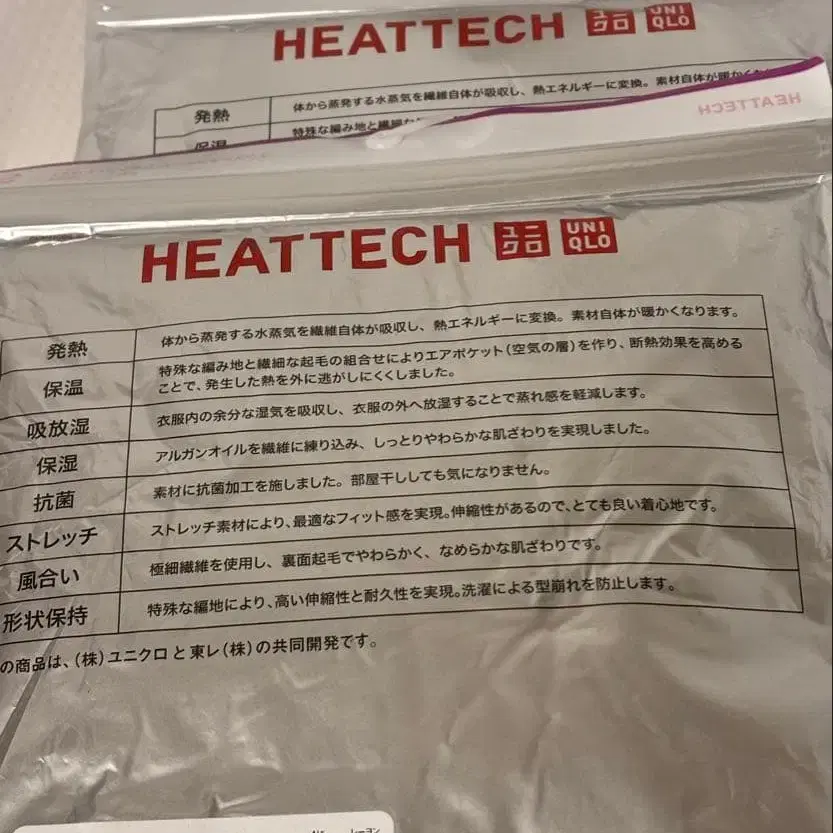 HEATTECH ユニクロ UNIQLO
発熱 体から蒸発する水蒸気を繊維自体が吸収し、熱エネルギーに変換。素材自体が暖かくな
保湿 特殊な編み地と繊細な
HEATTECH
HEATTECH ユニクロ UNIQLO
発熱 体から蒸発する水蒸気を繊維自体が吸収し、熱エネルギーに変換。素材自体が暖かくなります。
保温 特殊な編み地と繊細な起毛の組合せによりエアポケット(空気の層)を作り、断熱効果を高める
ことで、発生した熱を外に逃がしにくくしました。
吸放湿 衣服内の余分な湿気を吸収し、衣服の外へ放湿することで蒸れ感を軽減します。
保湿 アルガンオイルを繊維に練り込み、しっとりやわらかな肌ざわりを実現しました。
抗菌 素材に抗菌加工を施しました。部屋干ししても気になりません。
ストレッチ ストレッチ素材により、最適なフィット感を実現。伸縮性があるので、とても良い着心地です。
風合い 極細繊維を使用し、裏面起毛でやわらかく、なめらかな肌ざわりです。
形状保持 特殊な編地により、高い伸縮性と耐久性を実現。洗濯による型崩れを防止します。
の商品は、(株)ユニクロと東レ(株)の共同開発です。
レーヨン